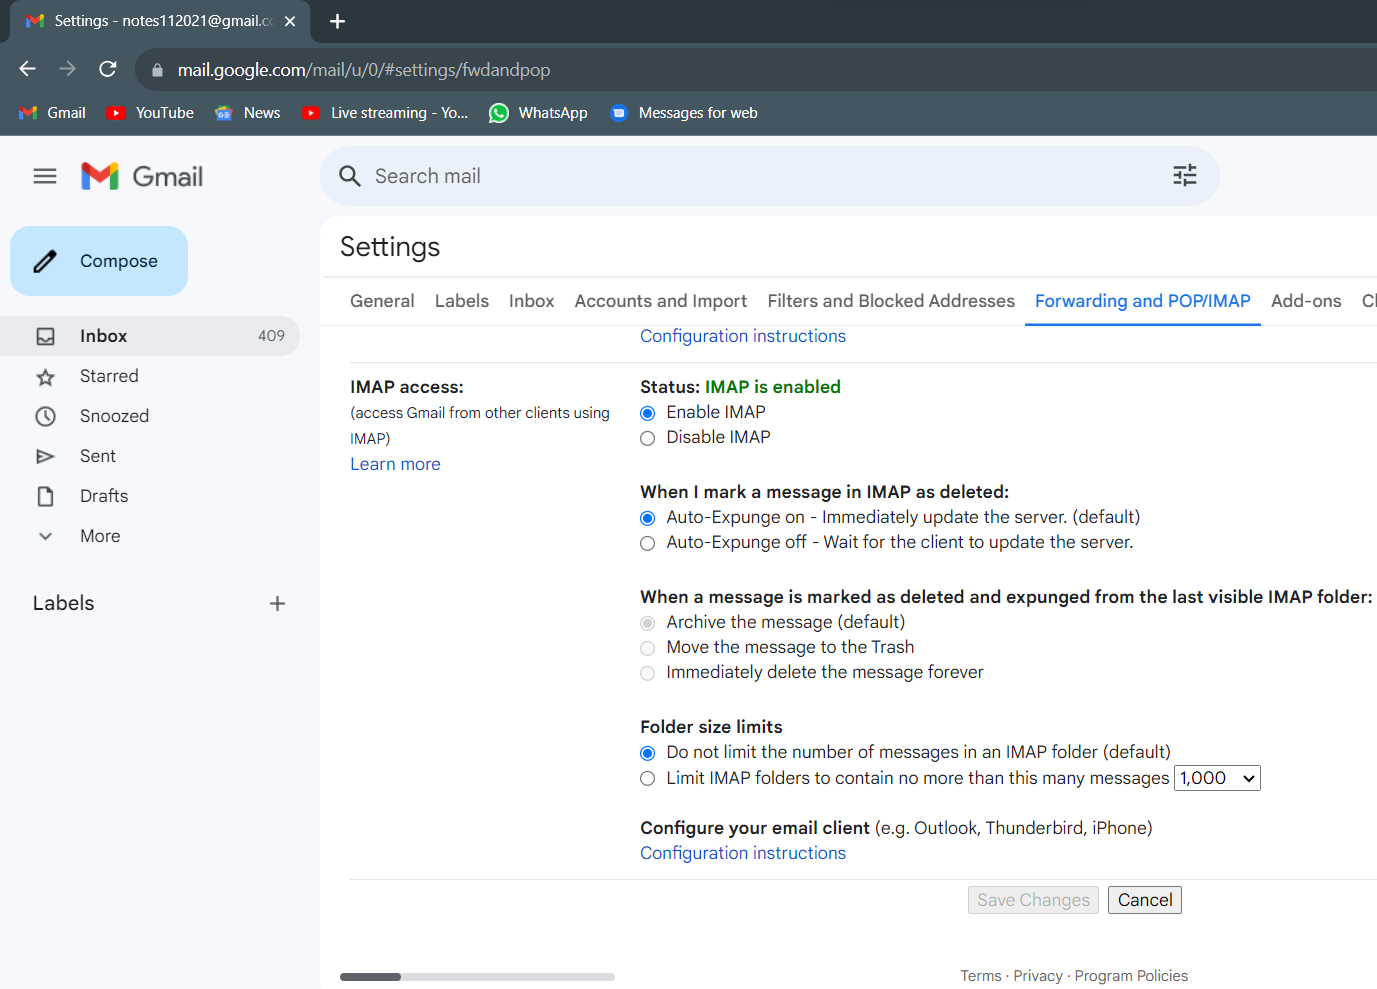 Settings - notes112021@gmail.c
mail.google.com/mail/u/0/#settings/fwdandpop
Gmail YouTube News Live streaming - Yo... WhatsApp Messages for web
Gmail
Search mail
Compose
Inbox 409
Starred
Snoozed
Sent
Drafts
More
Labels
Settings
General Labels Inbox Accounts and Import Filters and Blocked Addresses Forwarding and POP/IMAP Add-ons
Configuration instructions
IMAP access:
(access Gmail from other clients using
IMAP)
Learn more
Status: IMAP is enabled
Enable IMAP
Disable IMAP
When I mark a message in IMAP as deleted:
Auto-Expunge on - Immediately update the server. (default)
Auto-Expunge off - Wait for the client to update the server.
When a message is marked as deleted and expunged from the last visible IMAP folder:
Archive the message (default)
Move the message to the Trash
Immediately delete the message forever
Folder size limits
Do not limit the number of messages in an IMAP folder (default)
Limit IMAP folders to contain no more than this many messages 1,000
Configure your email client (e.g. Outlook, Thunderbird, iPhone)
Configuration instructions
Save Changes Cancel
Terms · Privacy · Program Policies